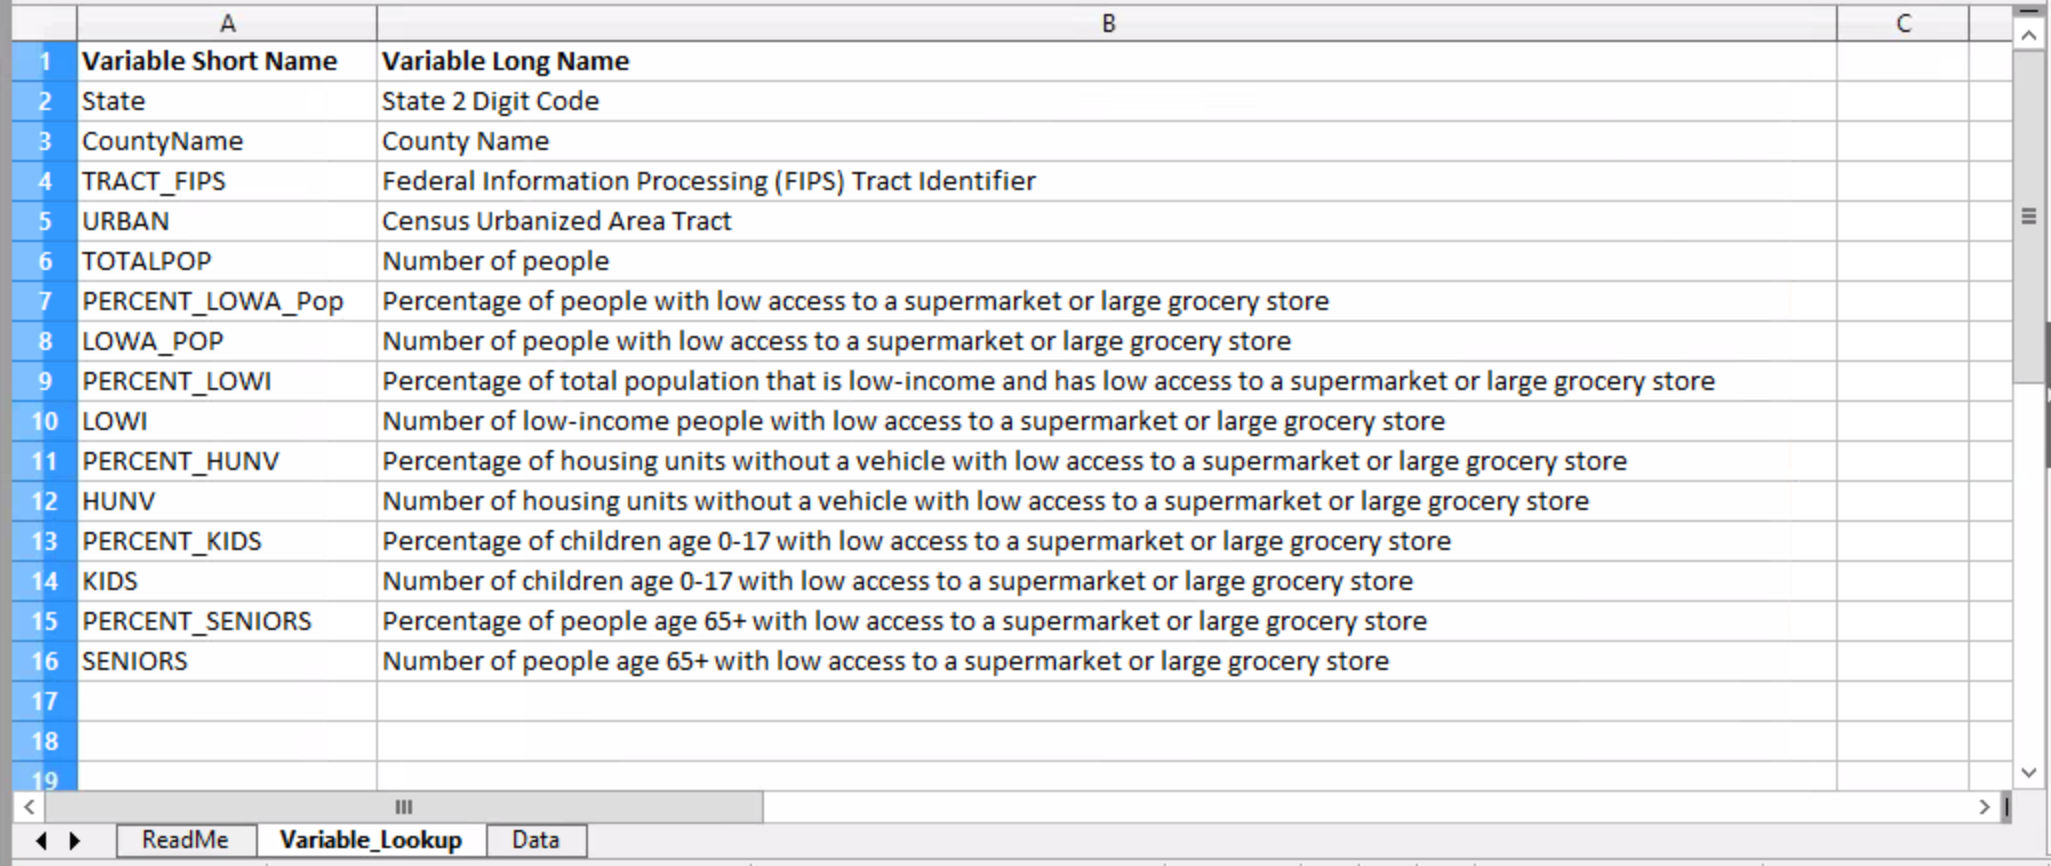 A B C
1 Variable Short Name Variable Long Name
2 State State 2 Digit Code
3 CountyName County Name
4 TRACT_FIPS Federal Information Processing (FIPS) Tract Identifier
5 URBAN Census Urbanized Area Tract
6 TOTALPOP Number of people
7 PERCENT_LOWA_Pop Percentage of people with low access to a supermarket or large grocery store
8 LOWA_POP Number of people with low access to a supermarket or large grocery store
9 PERCENT_LOWI Percentage of total population that is low-income and has low access to a supermarket or large grocery store
10 LOWI Number of low-income people with low access to a supermarket or large grocery store
11 PERCENT_HUNV Percentage of housing units without a vehicle with low access to a supermarket or large grocery store
12 HUNV Number of housing units without a vehicle with low access to a supermarket or large grocery store
13 PERCENT_KIDS Percentage of children age 0-17 with low access to a supermarket or large grocery store
14 KIDS Number of children age 0-17 with low access to a supermarket or large grocery store
15 PERCENT_SENIORS Percentage of people age 65+ with low access to a supermarket or large grocery store
16 SENIORS Number of people age 65+ with low access to a supermarket or large grocery store
17
18
19
ReadMe Variable_Lookup Data